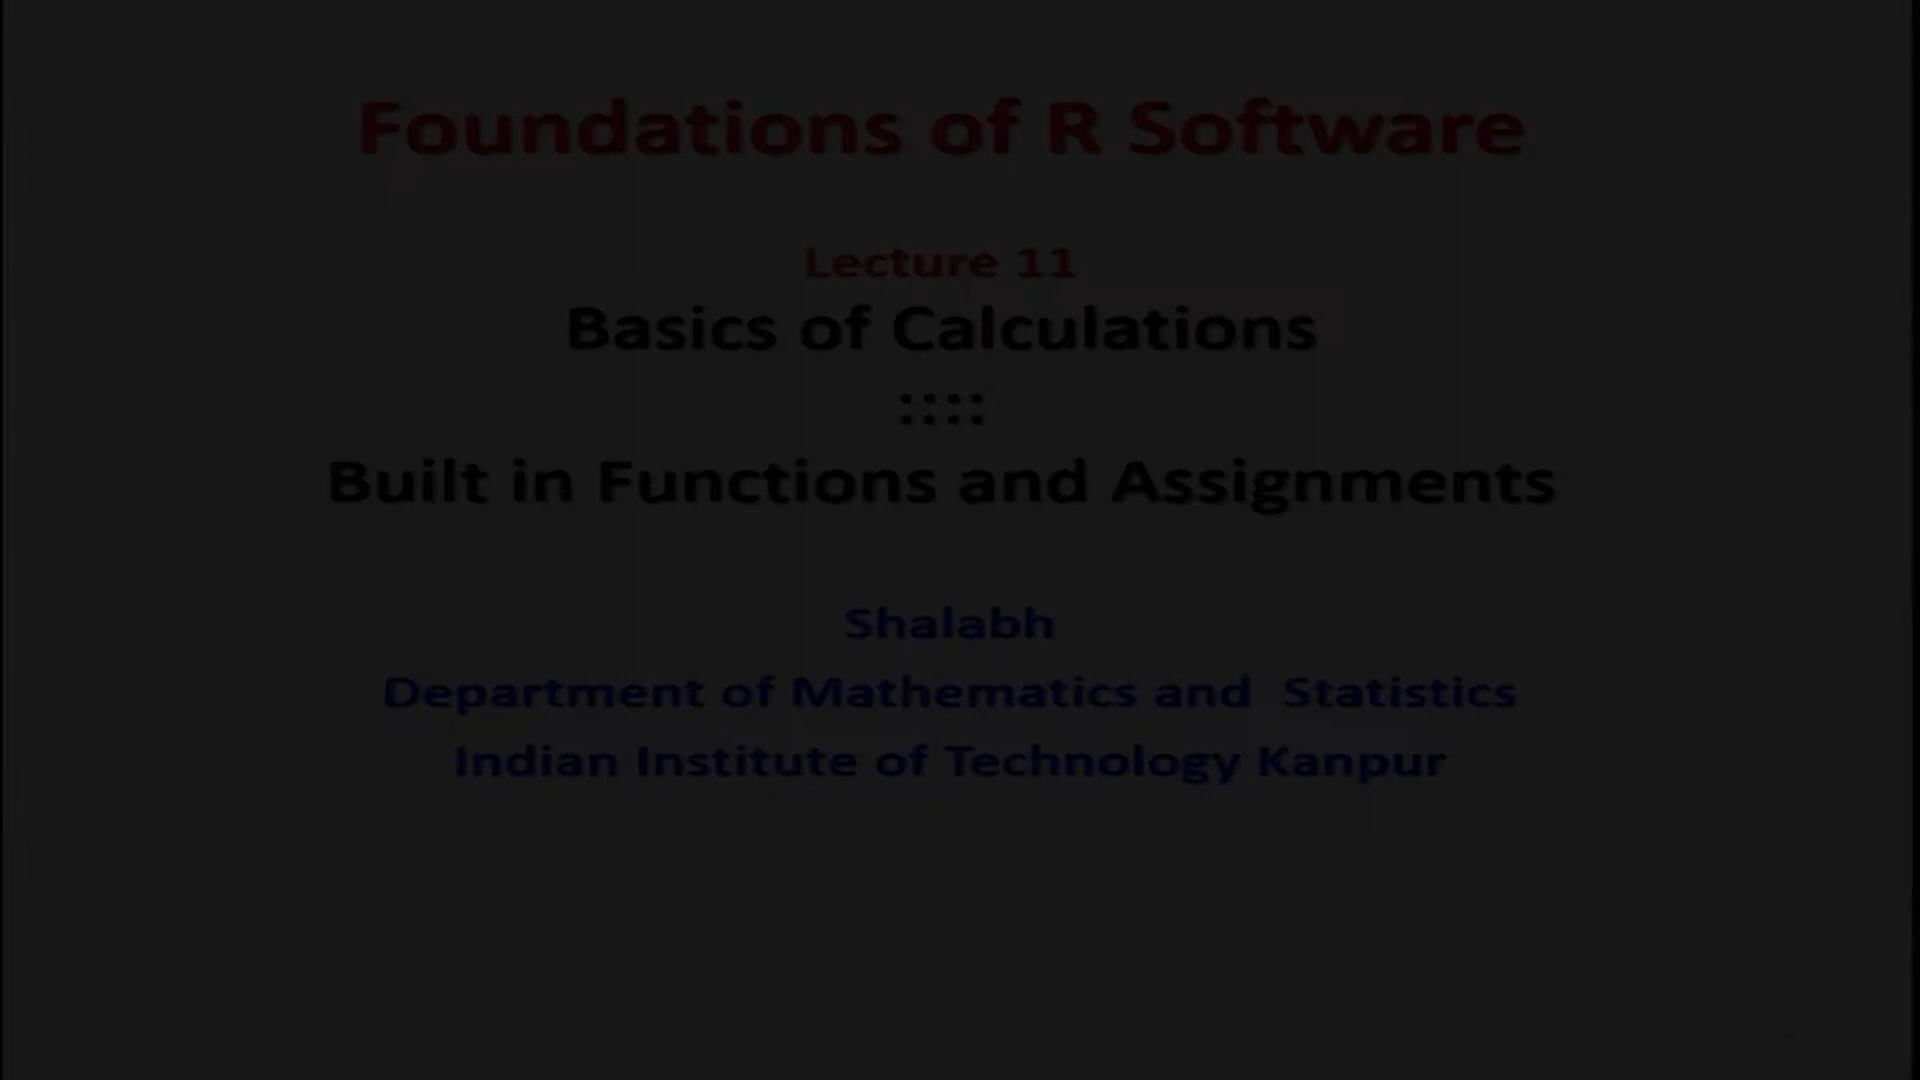 Foundations of R Software
Lecture 11
Basics of Calculations
::::
Built in Functions and Assignments
Shalabh
Department of Mathematics and Statistics
Indian Institute of Technology Kanpur